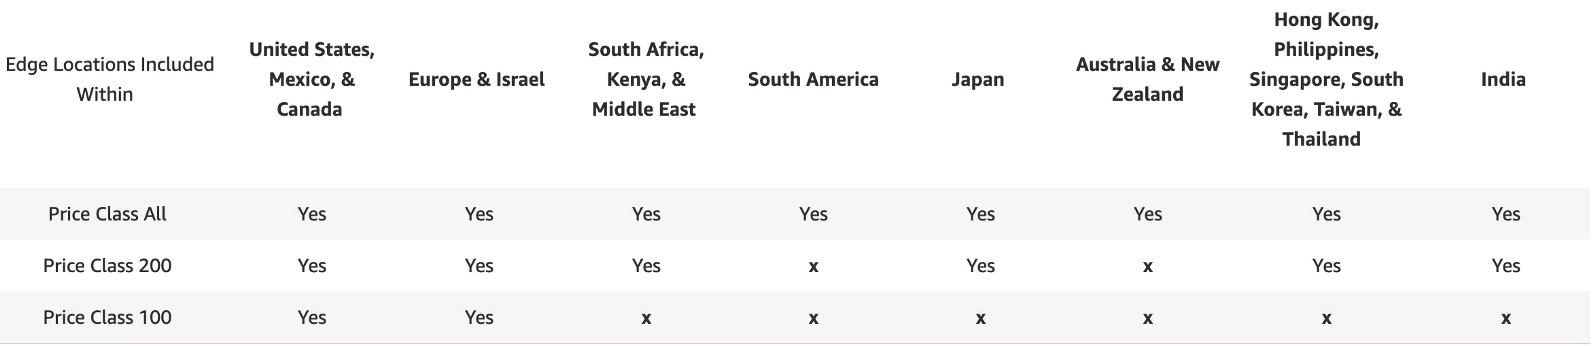 Edge Locations Included
Within
United States,
Mexico, &
Canada
Europe & Israel
South Africa,
Kenya, &
Middle East
South America
Japan
Australia & New
Zealand
Hong Kong,
Philippines,
Singapore, South
Korea, Taiwan, &
Thailand
India
Price Class All Yes Yes Yes Yes Yes Yes Yes Yes
Price Class 200 Yes Yes Yes x Yes x Yes Yes
Price Class 100 Yes Yes x x x x x x